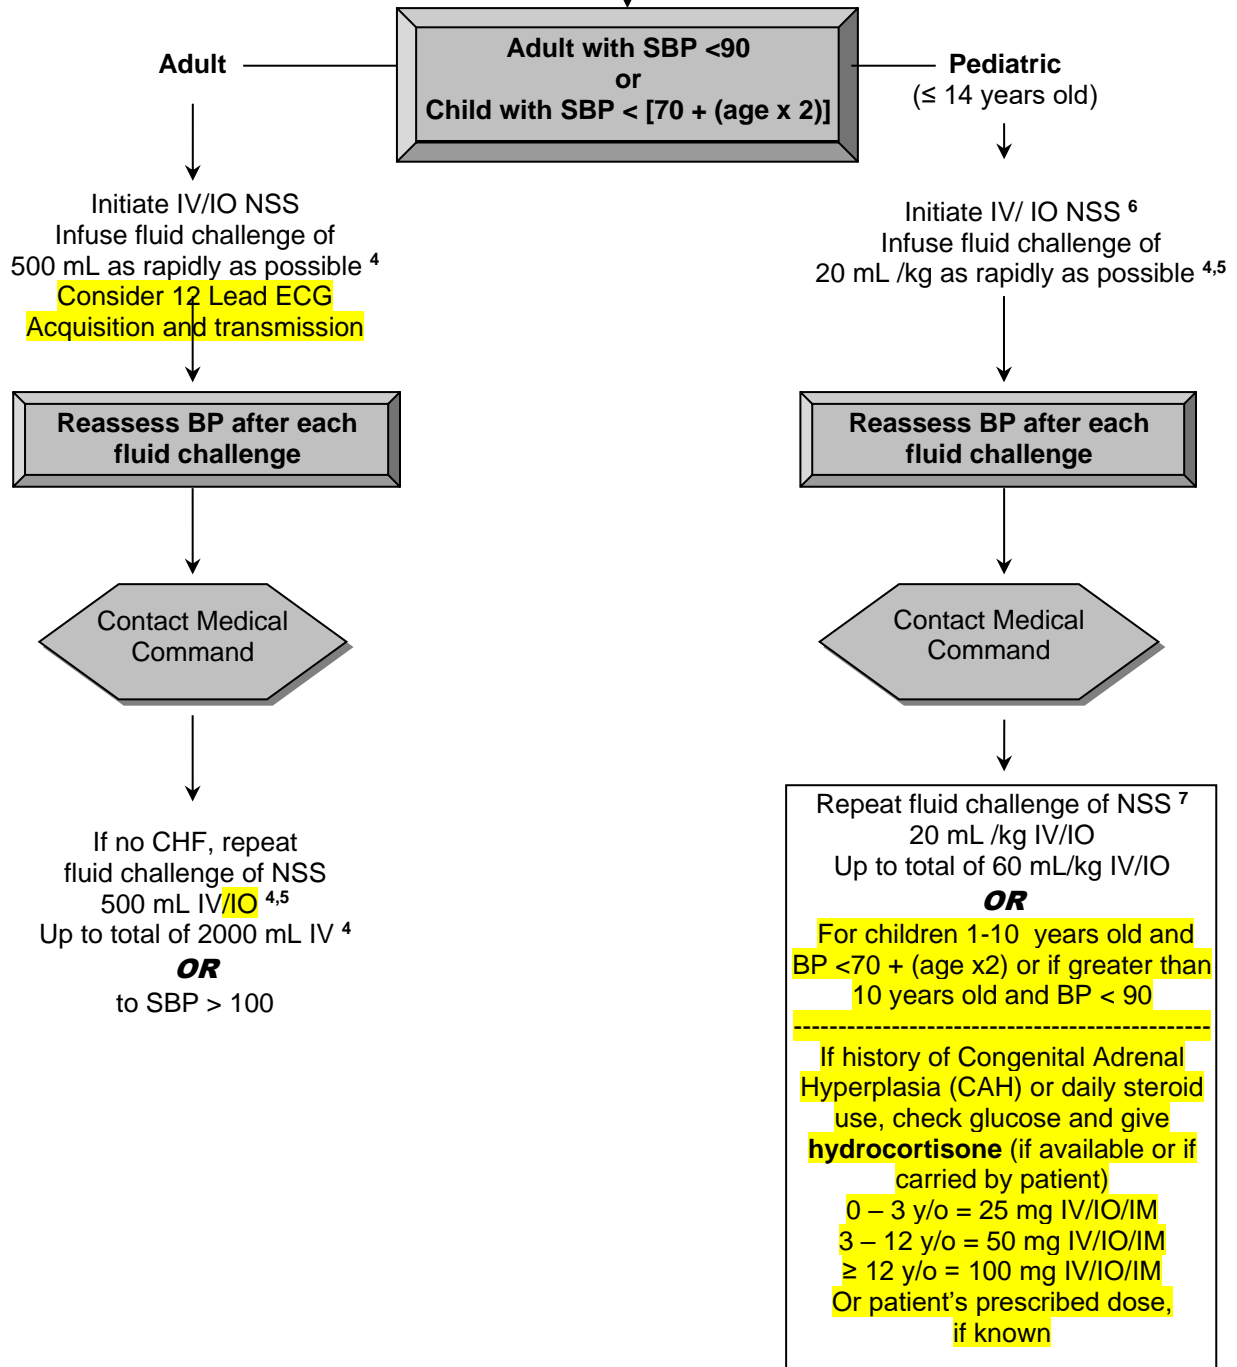 Adult with SBP <90
or
Child with SBP < [70 + (age x 2)]
Adult
Initiate IV/IO NSS
Infuse fluid challenge of
500 mL as rapidly as possible 4
Consider 12 Lead ECG
Acquisition and transmission
Reassess BP after each
fluid challenge
Contact Medical
Command
If no CHF, repeat
fluid challenge of NSS
500 mL IV/IO 4,5
Up to total of 2000 mL IV 4
OR
to SBP > 100
Pediatric
(≤ 14 years old)
Initiate IV/ IO NSS 6
Infuse fluid challenge of
20 mL /kg as rapidly as possible 4,5
Reassess BP after each
fluid challenge
Contact Medical
Command
Repeat fluid challenge of NSS 7
20 mL /kg IV/IO
Up to total of 60 mL/kg IV/IO
OR
For children 1-10 years old and
BP <70 + (age x2) or if greater than
10 years old and BP < 90
-----------------------------------------------
If history of Congenital Adrenal
Hyperplasia (CAH) or daily steroid
use, check glucose and give
hydrocortisone (if available or if
carried by patient)
0 – 3 y/o = 25 mg IV/IO/IM
3 – 12 y/o = 50 mg IV/IO/IM
≥ 12 y/o = 100 mg IV/IO/IM
Or patient's prescribed dose,
if known